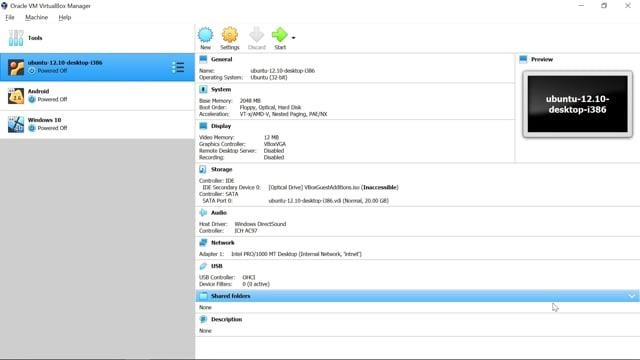 Oracle VM VirtualBox Manager
File Machine Help
Tools
New Settings Discard Start
ubuntu-12.10-desktop-i386
Powered Off
Android
Powered Off
Windows 10
Powered Off
General
Name: ubuntu-12.10-desktop-i386
Operating System: Ubuntu (32-bit)
System
Base Memory: 2048 MB
Boot Order: Floppy, Optical, Hard Disk
Acceleration: VT-x/AMD-V, Nested Paging, PAE/NX
Display
Video Memory: 12 MB
Graphics Controller: VBoxVGA
Remote Desktop Server: Disabled
Recording: Disabled
Storage
Controller: IDE
IDE Secondary Device 0: [Optical Drive] VBoxGuestAdditions.iso (Inaccessible)
Controller: SATA
SATA Port 0: ubuntu-12.10-desktop-i386.vdi (Normal, 20.00 GB)
Audio
Host Driver: Windows DirectSound
Controller: ICH AC97
Network
Adapter 1: Intel PRO/1000 MT Desktop (Internal Network, 'intnet')
USB
USB Controller: OHCI
Device Filters: 0 (0 active)
Shared folders
None
Description
None
Preview
ubuntu-12.10-
desktop-i386